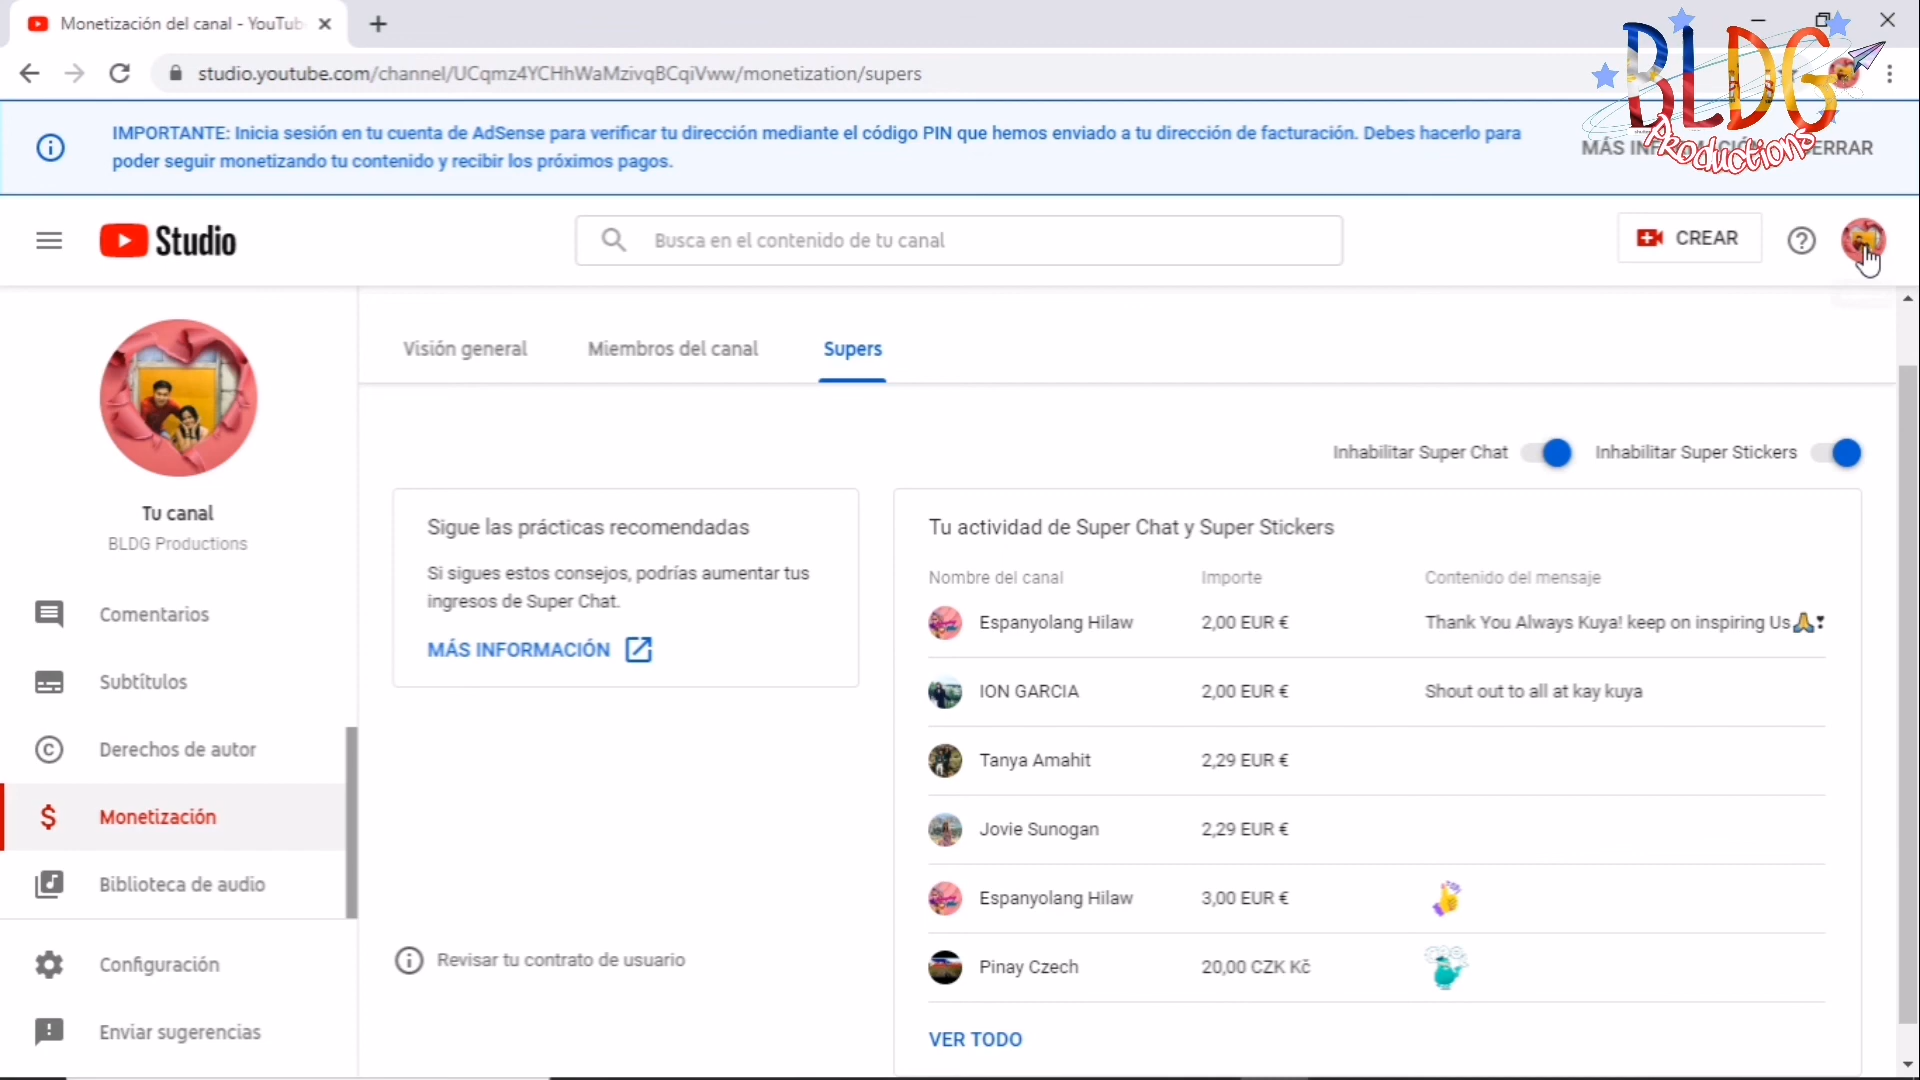 Monetización del canal - YouTub
studio.youtube.com/channel/UCqmz4YCHhWaMzivqBCqiVww/monetization/supers
BLDG
Productions
IMPORTANTE: Inicia sesión en tu cuenta de AdSense para verificar tu dirección mediante el código PIN que hemos enviado a tu dirección de facturación. Debes hacerlo para
poder seguir monetizando tu contenido y recibir los próximos pagos.
MÁS
ERRAR
Studio
Busca en el contenido de tu canal
CREAR
Visión general
Miembros del canal
Supers
Inhabilitar Super Chat
Inhabilitar Super Stickers
Tu canal
BLDG Productions
Comentarios
Subtítulos
Derechos de autor
Monetización
Biblioteca de audio
Configuración
Enviar sugerencias
Sigue las prácticas recomendadas
Si sigues estos consejos, podrías aumentar tus
ingresos de Super Chat.
MÁS INFORMACIÓN
Revisar tu contrato de usuario
Tu actividad de Super Chat y Super Stickers
Nombre del canal Importe Contenido del mensaje
Espanyolang Hilaw 2,00 EUR € Thank You Always Kuya! keep on inspiring Us🙏❣
ION GARCIA 2,00 EUR € Shout out to all at kay kuya
Tanya Amahit 2,29 EUR €
Jovie Sunogan 2,29 EUR €
Espanyolang Hilaw 3,00 EUR €
Pinay Czech 20,00 CZK Kč
VER TODO